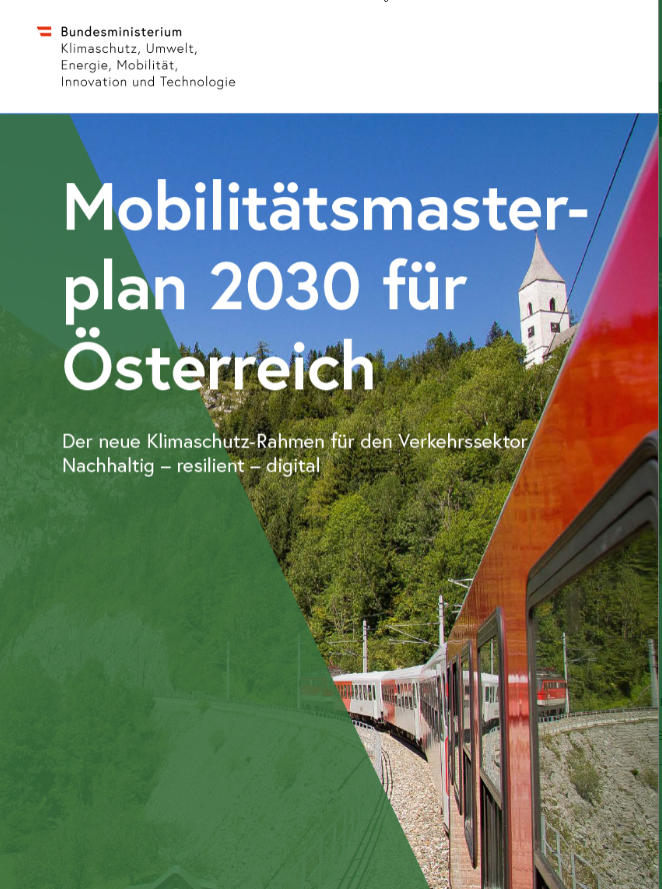 Bundesministerium
Klimaschutz, Umwelt,
Energie, Mobilität,
Innovation und Technologie
Mobilitätsmaster-
plan 2030 für
Österreich
Der neue Klimaschutz-Rahmen für den Verkehrssektor
Nachhaltig – resilient – digital